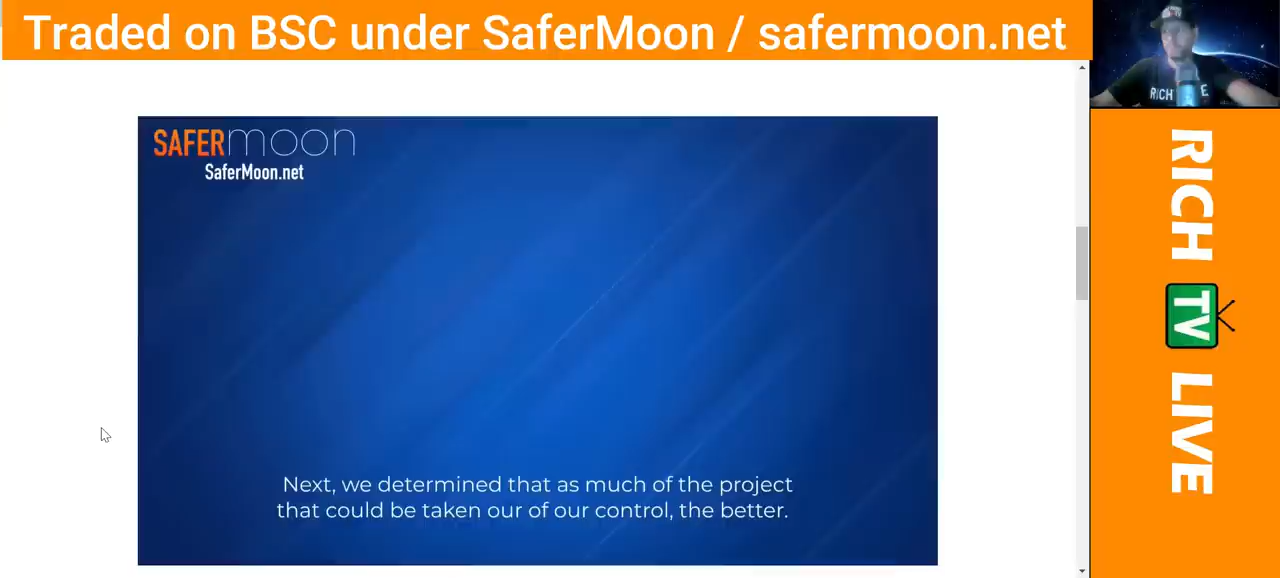 Traded on BSC under SaferMoon / safermoon.net
SAFERmoon
SaferMoon.net
Next, we determined that as much of the project
that could be taken our of our control, the better.
RICH
RICH TV LIVE